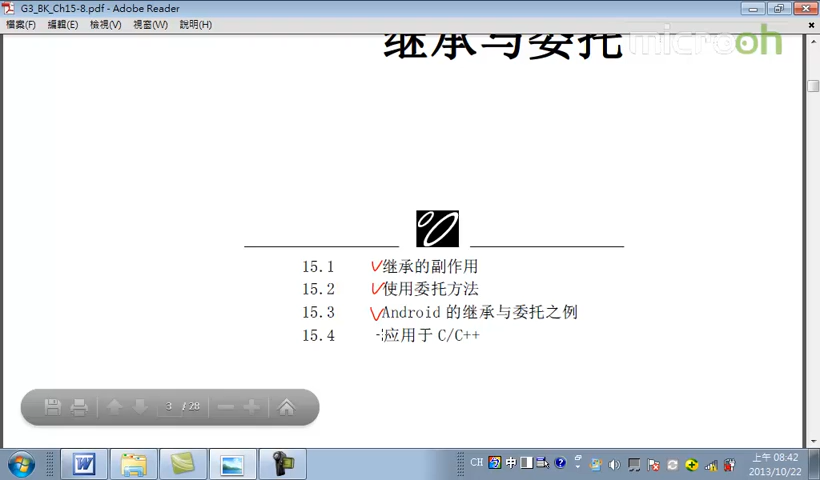 G3_BK_Ch15-8.pdf - Adobe Reader
檔案(F) 編輯(E) 檢視(V) 視窗(W) 說明(H)
继承与委托
microoh
15.1 继承的副作用
15.2 使用委托方法
15.3 Android 的继承与委托之例
15.4 应用于 C/C++
3 / 28
CH 中
上午 08:42
2013/10/22